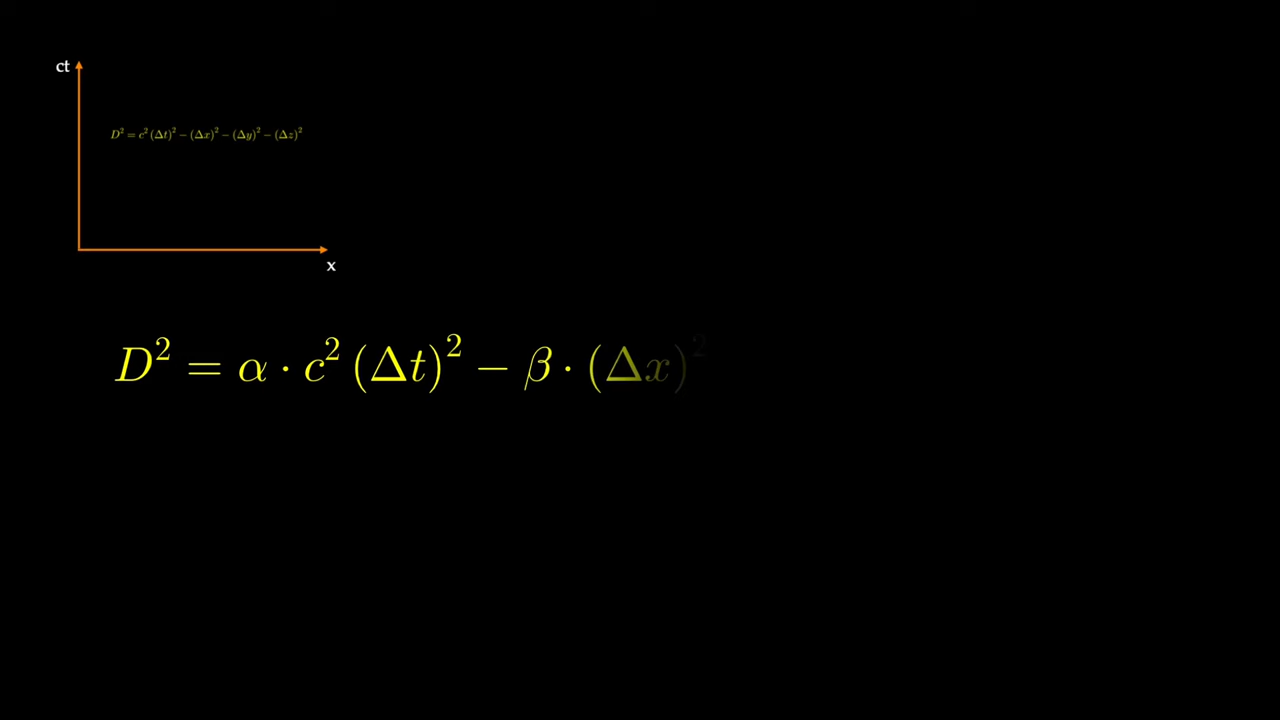 ct
D² = c² (Δt)² − (Δx)² − (Δy)² − (Δz)²
x
D² = α · c² (Δt)² − β · (Δx)²